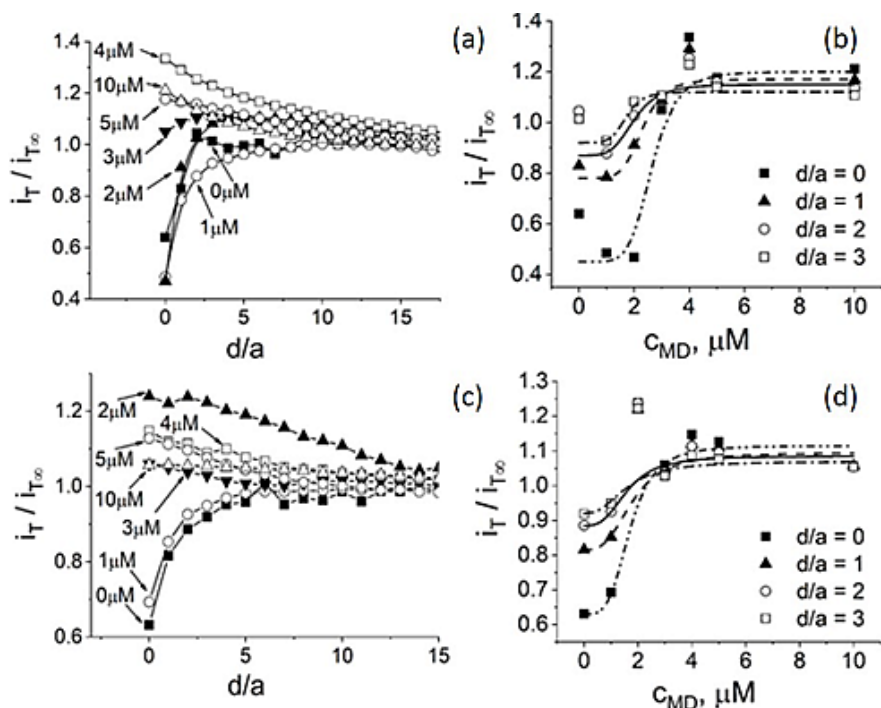 (a)
4μM
10μM
5μM
3μM
2μM
0μM
1μM
1.4
1.2
1.0
0.8
0.6
0.4
0
5
10
15
i_T / i_T∞
d/a
(b)
1.4
1.2
1.0
0.8
0.6
0.4
0
2
4
6
8
10
d/a = 0
d/a = 1
d/a = 2
d/a = 3
i_T / i_T∞
c_MD, μM
(c)
2μM
4μM
5μM
10μM
3μM
1μM
0μM
1.2
1.0
0.8
0.6
0
5
10
15
i_T / i_T∞
d/a
(d)
1.3
1.2
1.1
1.0
0.9
0.8
0.7
0.6
0
2
4
6
8
10
d/a = 0
d/a = 1
d/a = 2
d/a = 3
i_T / i_T∞
c_MD, μM